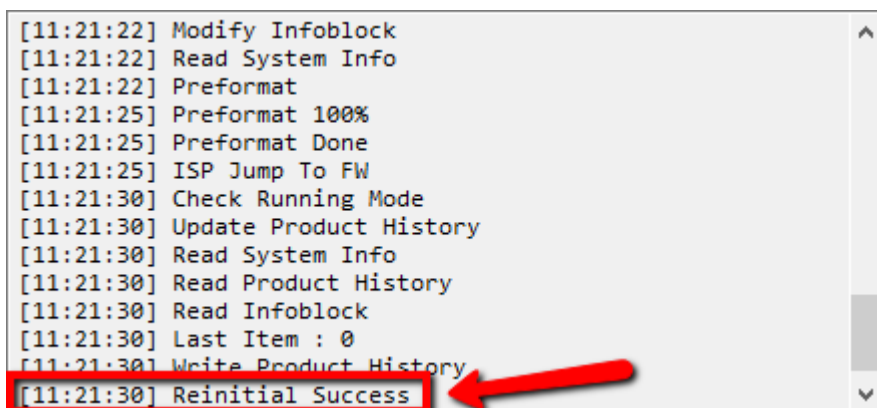 [11:21:22] Modify Infoblock
[11:21:22] Read System Info
[11:21:22] Preformat
[11:21:25] Preformat 100%
[11:21:25] Preformat Done
[11:21:25] ISP Jump To FW
[11:21:30] Check Running Mode
[11:21:30] Update Product History
[11:21:30] Read System Info
[11:21:30] Read Product History
[11:21:30] Read Infoblock
[11:21:30] Last Item : 0
[11:21:30] Write Product History
[11:21:30] Reinitial Success